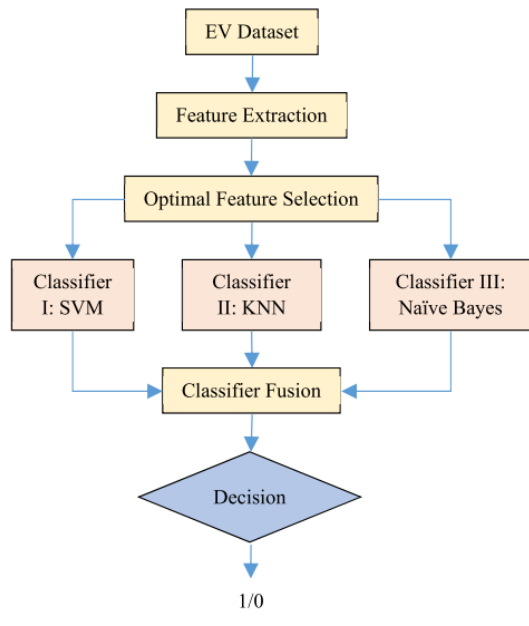 EV Dataset
Feature Extraction
Optimal Feature Selection
Classifier
I: SVM
Classifier
II: KNN
Classifier III:
Naïve Bayes
Classifier Fusion
Decision
1/0